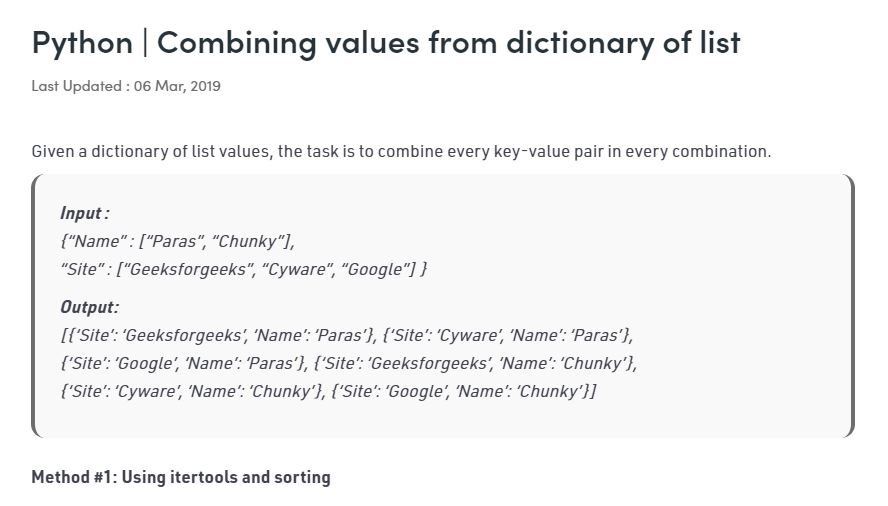 Python | Combining values from dictionary of list
Last Updated : 06 Mar, 2019
Given a dictionary of list values, the task is to combine every key-value pair in every combination.
Input :
{“Name” : [“Paras”, “Chunky”],
“Site” : [“Geeksforgeeks”, “Cyware”, “Google”] }
Output:
[{‘Site’: ‘Geeksforgeeks’, ‘Name’: ‘Paras’}, {‘Site’: ‘Cyware’, ‘Name’: ‘Paras’},
{‘Site’: ‘Google’, ‘Name’: ‘Paras’}, {‘Site’: ‘Geeksforgeeks’, ‘Name’: ‘Chunky’},
{‘Site’: ‘Cyware’, ‘Name’: ‘Chunky’}, {‘Site’: ‘Google’, ‘Name’: ‘Chunky’}]
Method #1: Using itertools and sorting